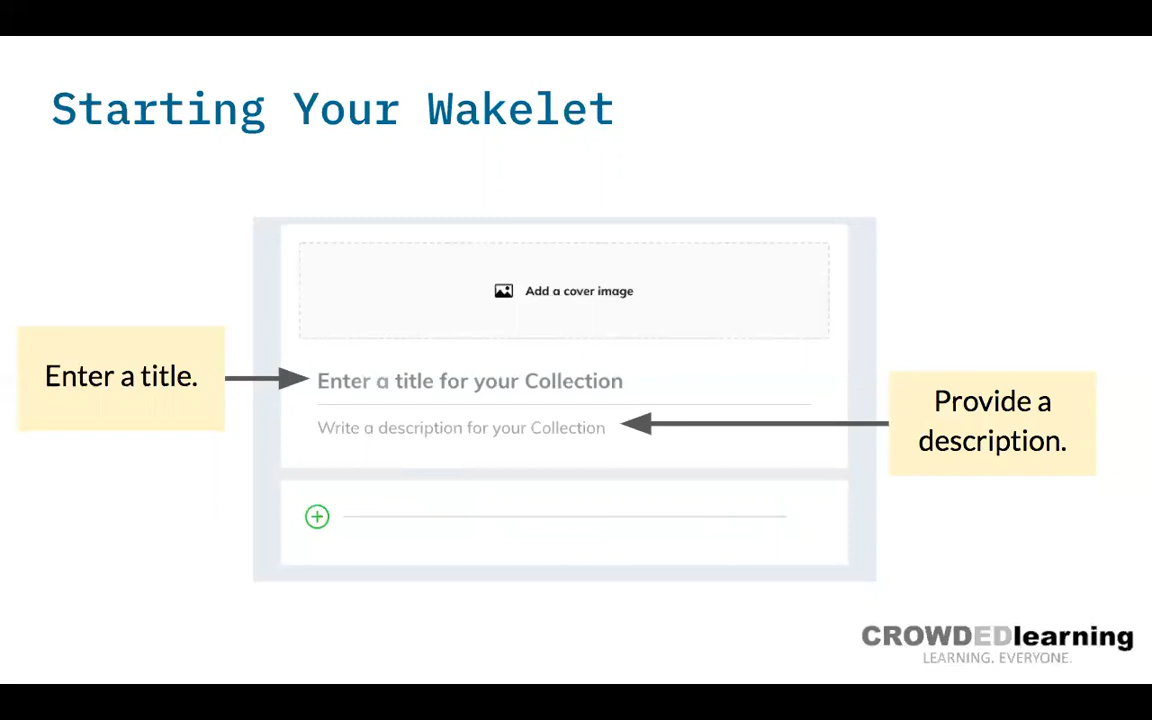 Starting Your Wakelet
Add a cover image
Enter a title.
Enter a title for your Collection
Write a description for your Collection
Provide a
description.
CROWDEDlearning
LEARNING. EVERYONE.